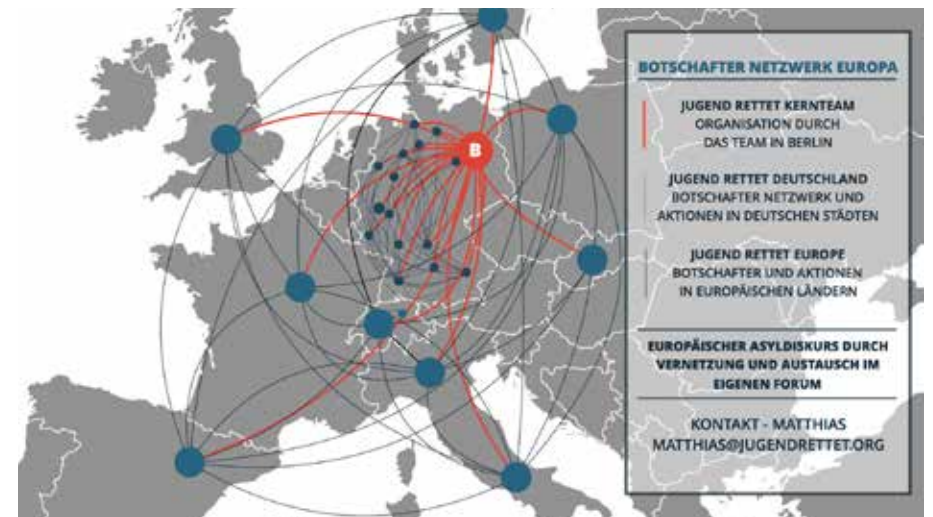 B
BOTSCHAFTER NETZWERK EUROPA
JUGEND RETTET KERNTEAM
ORGANISATION DURCH
DAS TEAM IN BERLIN
JUGEND RETTET DEUTSCHLAND
BOTSCHAFTER NETZWERK UND
AKTIONEN IN DEUTSCHEN STÄDTEN
JUGEND RETTET EUROPE
BOTSCHAFTER UND AKTIONEN
IN EUROPÄISCHEN LÄNDERN
EUROPÄISCHER ASYLDISKURS DURCH
VERNETZUNG UND AUSTAUSCH IM
EIGENEN FORUM
KONTAKT - MATTHIAS
MATTHIAS@JUGENDRETTET.ORG